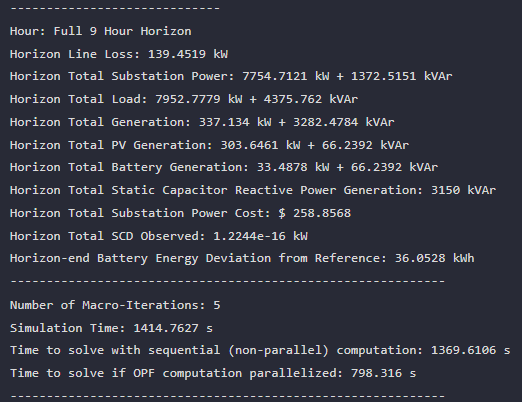 -----------------------------
Hour: Full 9 Hour Horizon
Horizon Line Loss: 139.4519 kW
Horizon Total Substation Power: 7754.7121 kW + 1372.5151 kVAr
Horizon Total Load: 7952.7779 kW + 4375.762 kVAr
Horizon Total Generation: 337.134 kW + 3282.4784 kVAr
Horizon Total PV Generation: 303.6461 kW + 66.2392 kVAr
Horizon Total Battery Generation: 33.4878 kW + 66.2392 kVAr
Horizon Total Static Capacitor Reactive Power Generation: 3150 kVAr
Horizon Total Substation Power Cost: $ 258.8568
Horizon Total SCD Observed: 1.2244e-16 kW
Horizon-end Battery Energy Deviation from Reference: 36.0528 kWh
------------------------------------------------------------
Number of Macro-Iterations: 5
Simulation Time: 1414.7627 s
Time to solve with sequential (non-parallel) computation: 1369.6106 s
Time to solve if OPF computation parallelized: 798.316 s
------------------------------------------------------------